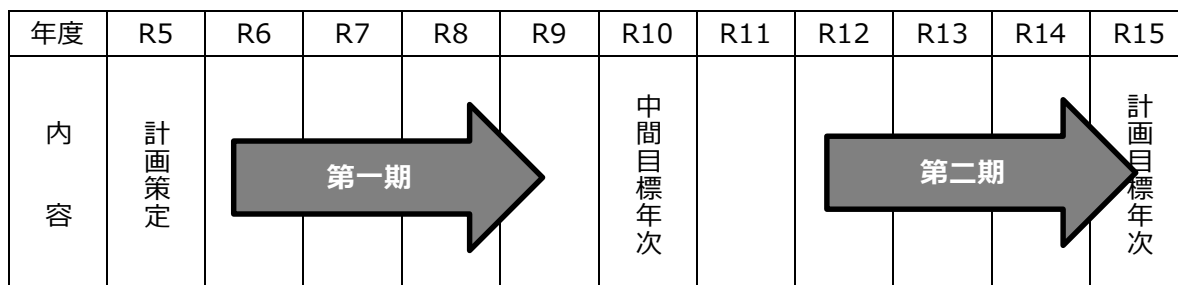 年度 R5 R6 R7 R8 R9 R10 R11 R12 R13 R14 R15
内容
計画策定
第一期
中間目標年次
第二期
計画目標年次